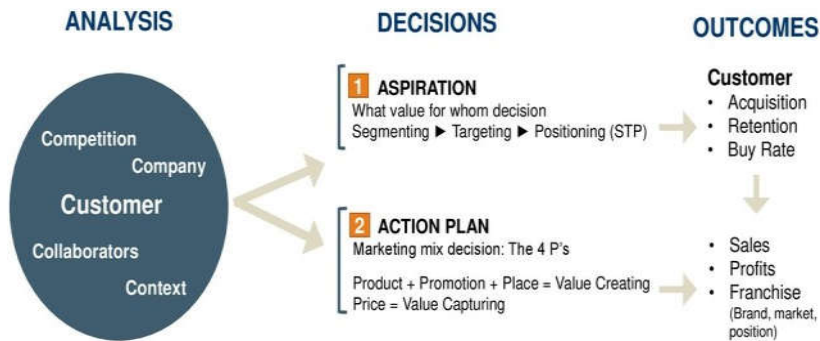 ANALYSIS
Competition
Company
Customer
Collaborators
Context
DECISIONS
1 ASPIRATION
What value for whom decision
Segmenting ▶ Targeting ▶ Positioning (STP)
2 ACTION PLAN
Marketing mix decision: The 4 P's
Product + Promotion + Place = Value Creating
Price = Value Capturing
OUTCOMES
Customer
• Acquisition
• Retention
• Buy Rate
• Sales
• Profits
• Franchise
(Brand, market,
position)